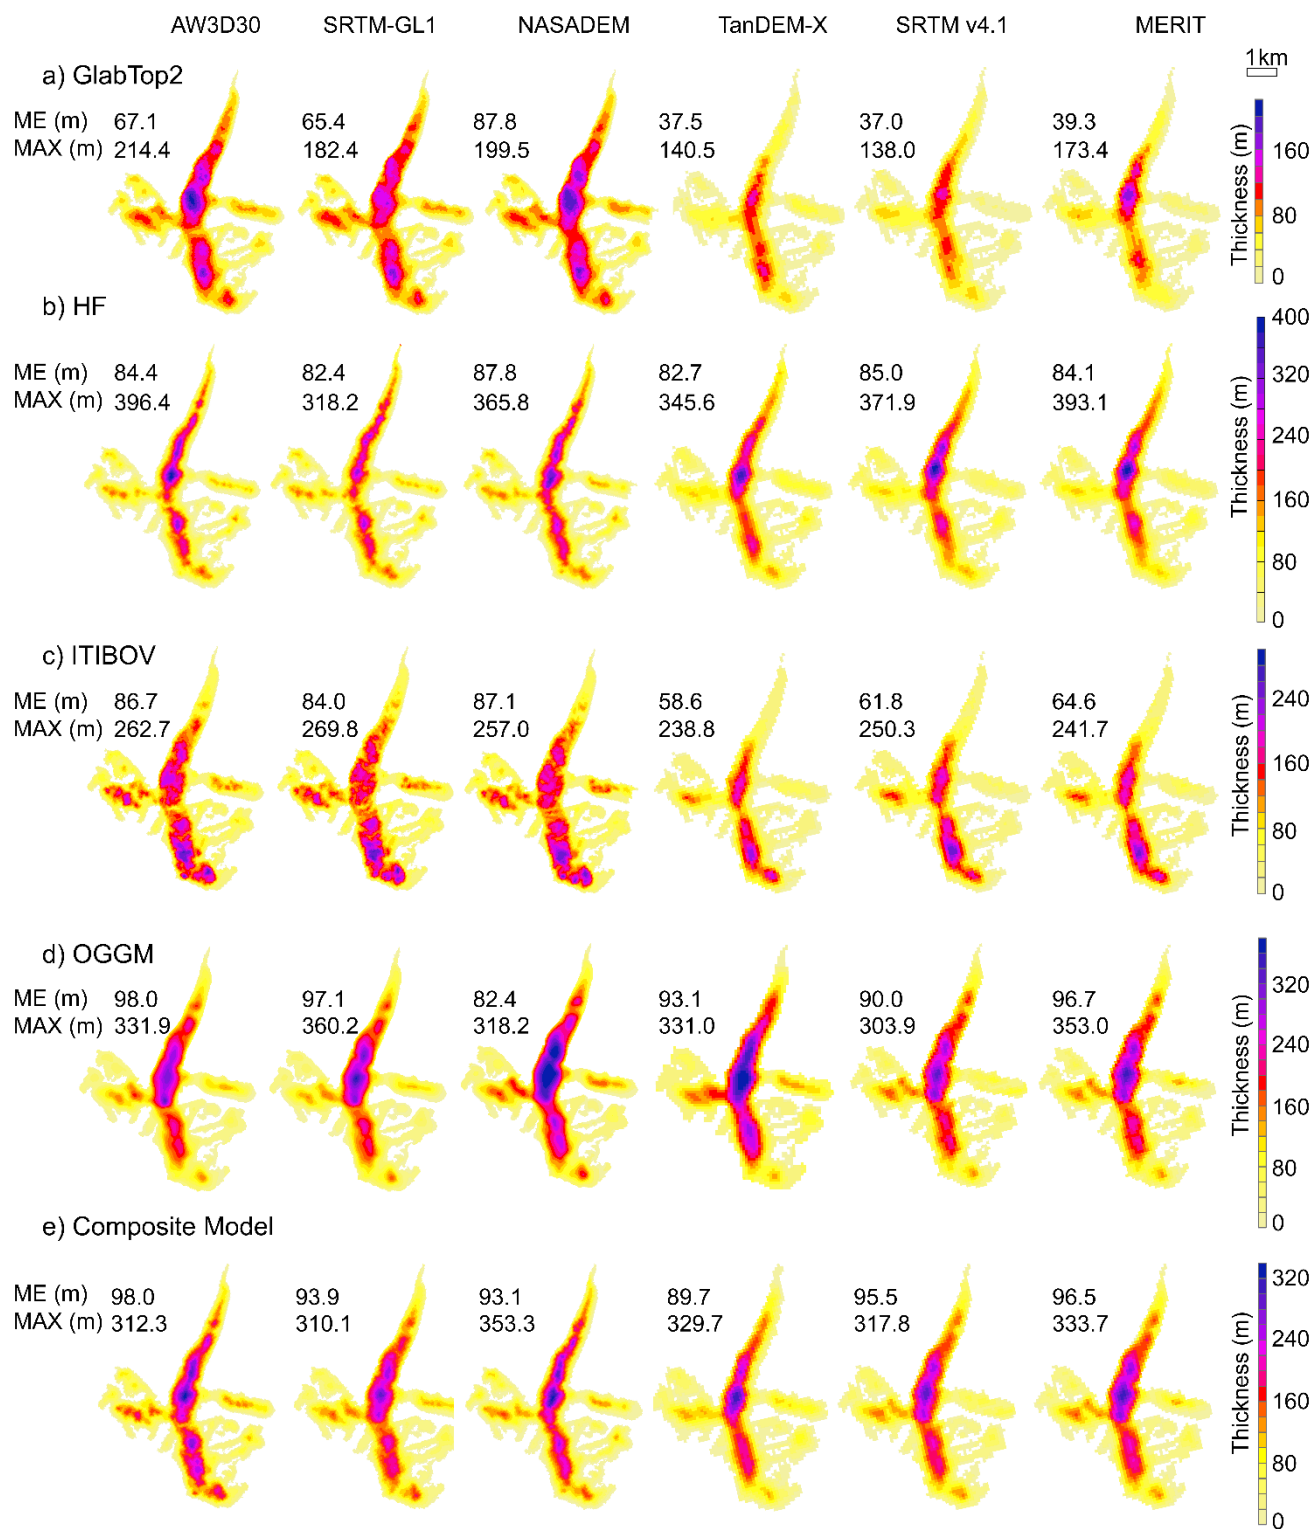 AW3D30 SRTM-GL1 NASADEM TanDEM-X SRTM v4.1 MERIT
1km
a) GlabTop2
ME (m) 67.1 65.4 87.8 37.5 37.0 39.3
MAX (m) 214.4 182.4 199.5 140.5 138.0 173.4
Thickness (m)
160
80
0
b) HF
ME (m) 84.4 82.4 87.8 82.7 85.0 84.1
MAX (m) 396.4 318.2 365.8 345.6 371.9 393.1
Thickness (m)
400
320
240
160
80
0
c) ITIBOV
ME (m) 86.7 84.0 87.1 58.6 61.8 64.6
MAX (m) 262.7 269.8 257.0 238.8 250.3 241.7
Thickness (m)
240
160
80
0
d) OGGM
ME (m) 98.0 97.1 82.4 93.1 90.0 96.7
MAX (m) 331.9 360.2 318.2 331.0 303.9 353.0
Thickness (m)
320
240
160
80
0
e) Composite Model
ME (m) 98.0 93.9 93.1 89.7 95.5 96.5
MAX (m) 312.3 310.1 353.3 329.7 317.8 333.7
Thickness (m)
320
240
160
80
0